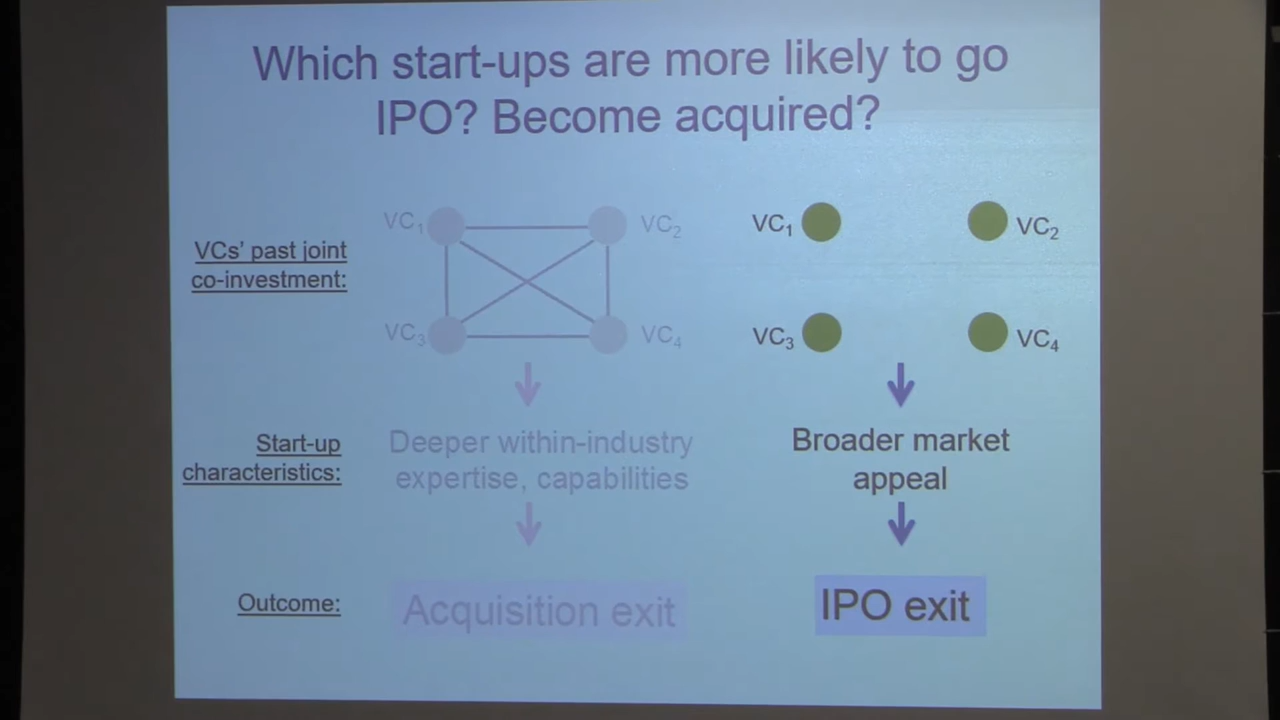 Which start-ups are more likely to go
IPO? Become acquired?
VCs' past joint
co-investment:
VC1
VC2
VC3
VC4
VC1
VC2
VC3
VC4
Start-up
characteristics:
Deeper within-industry
expertise, capabilities
Broader market
appeal
Outcome:
Acquisition exit
IPO exit